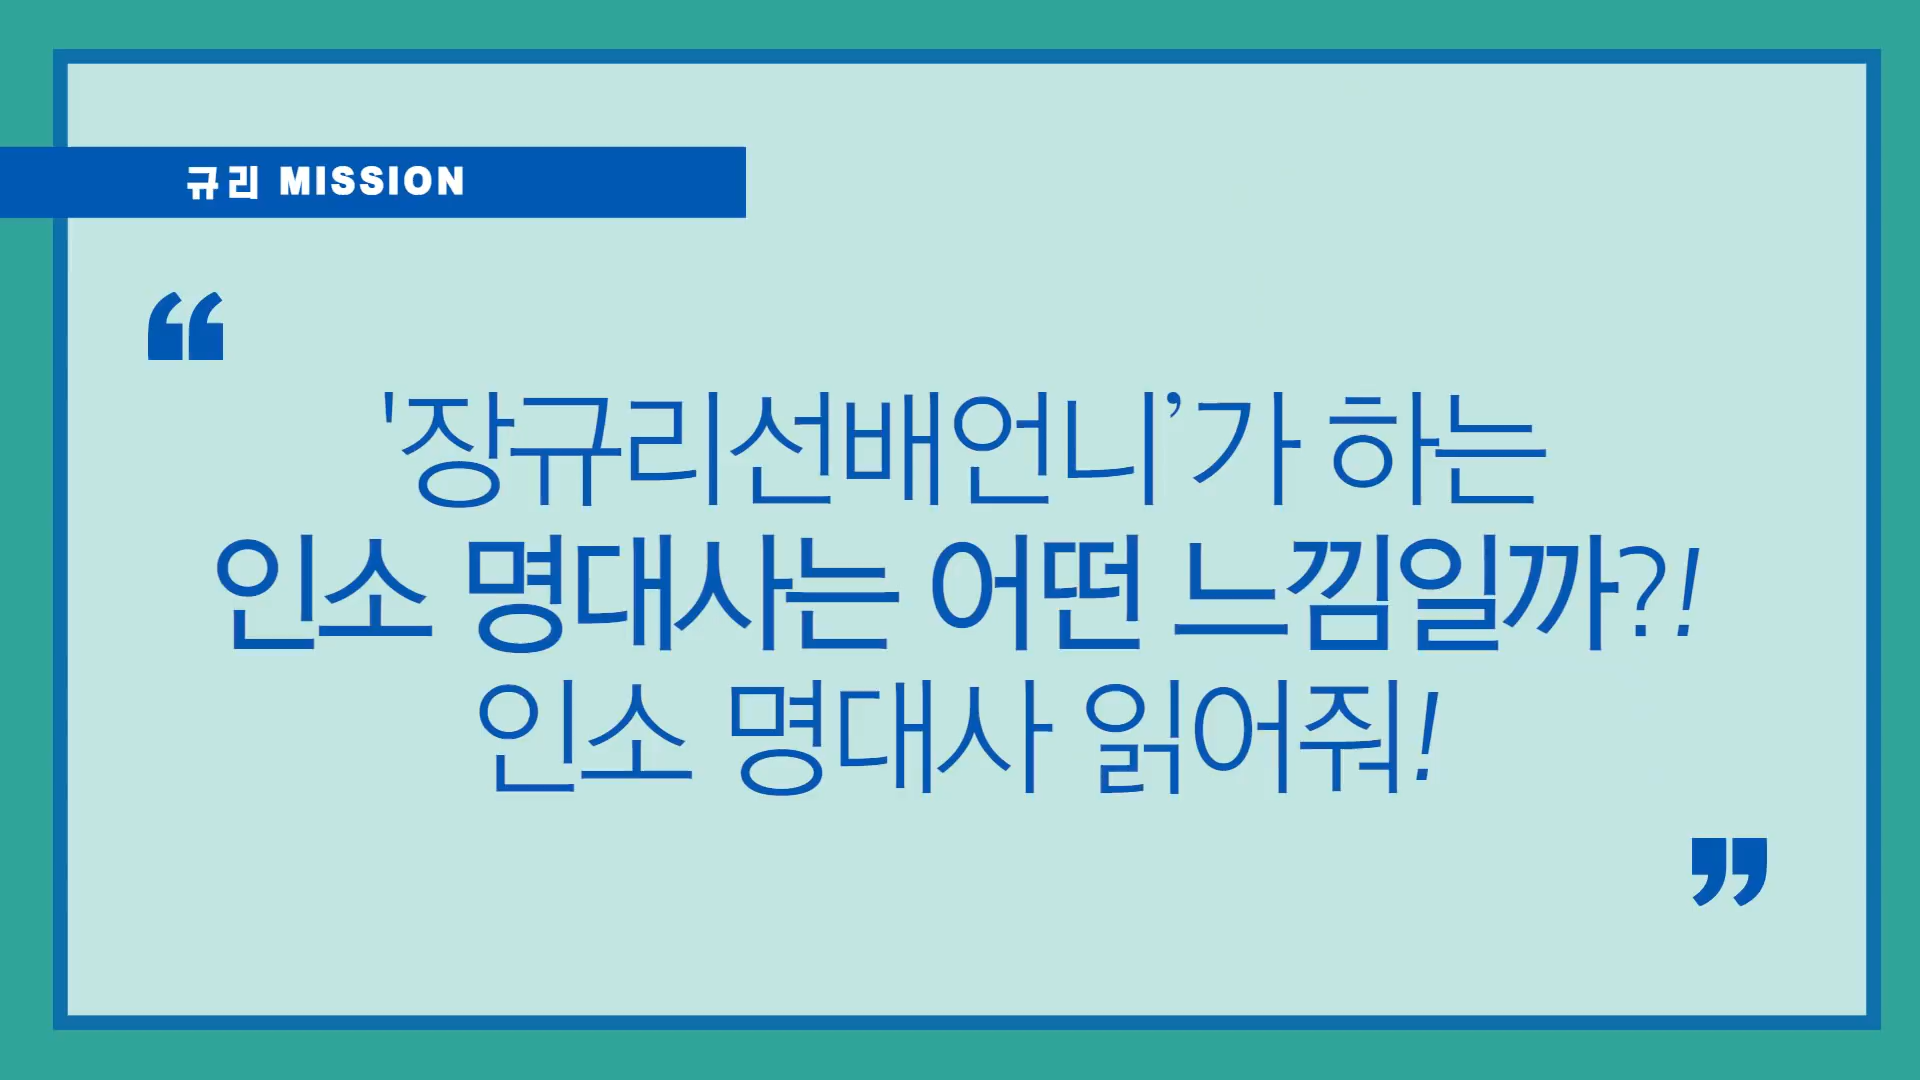 규리 MISSION
“
'장규리선배언니’가 하는
인소 명대사는 어떤 느낌일까?!
인소 명대사 읽어줘!
”